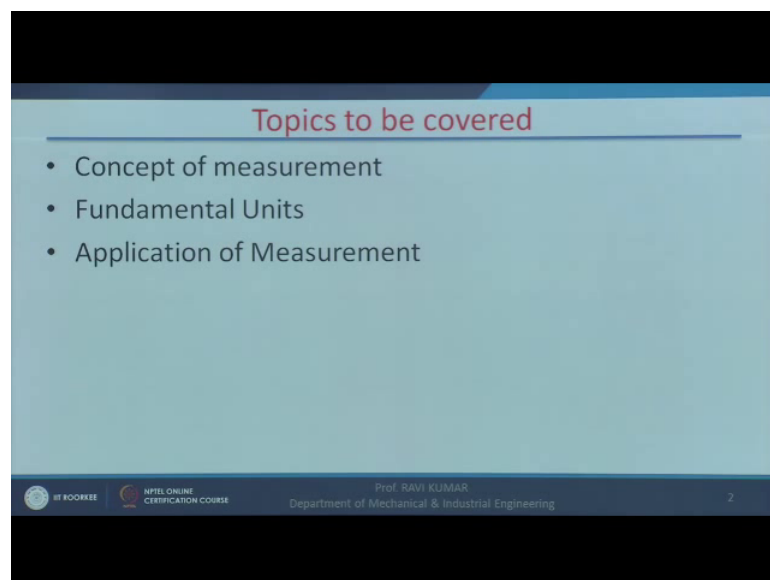 Topics to be covered
• Concept of measurement
• Fundamental Units
• Application of Measurement
IIT ROORKEE
NPTEL ONLINE
CERTIFICATION COURSE
Prof. RAVI KUMAR
Department of Mechanical & Industrial Engineering
2